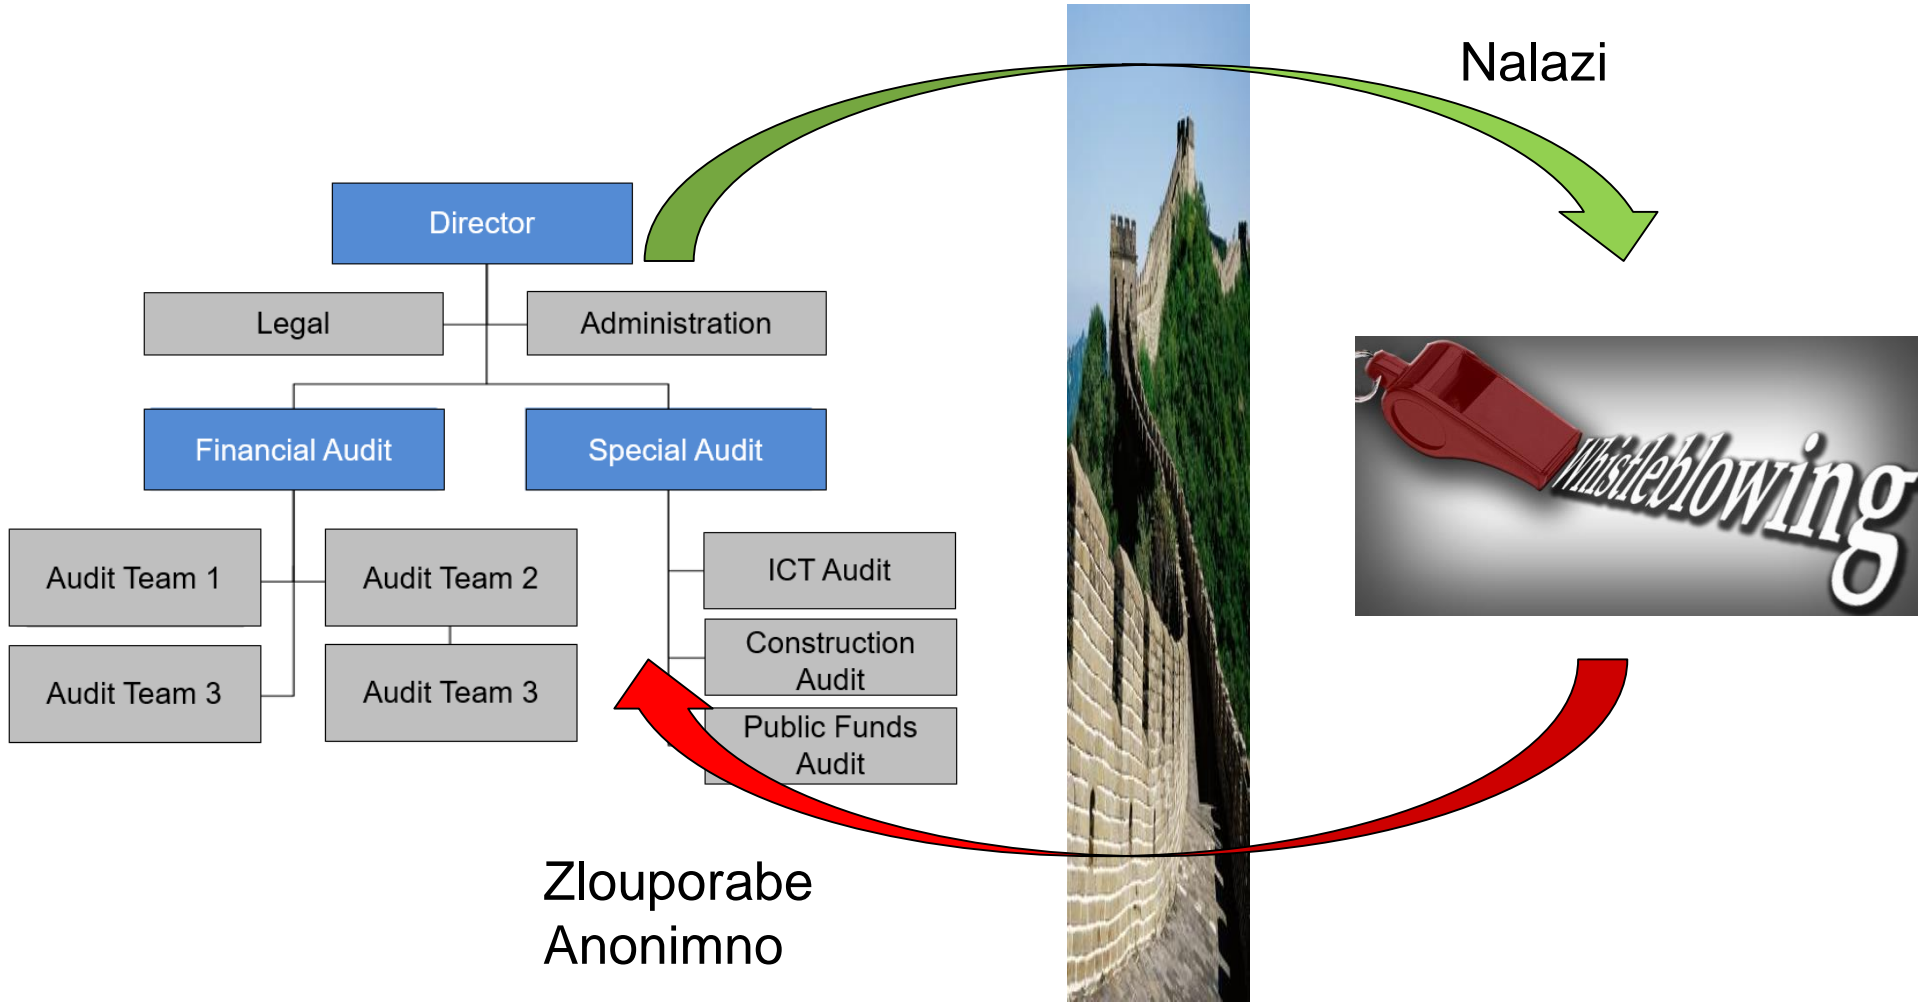 Nalazi
Director
Legal
Administration
Financial Audit
Special Audit
Whistleblowing
Audit Team 1
Audit Team 2
ICT Audit
Construction
Audit
Audit Team 3
Audit Team 3
Public Funds
Audit
Zlouporabe
Anonimno